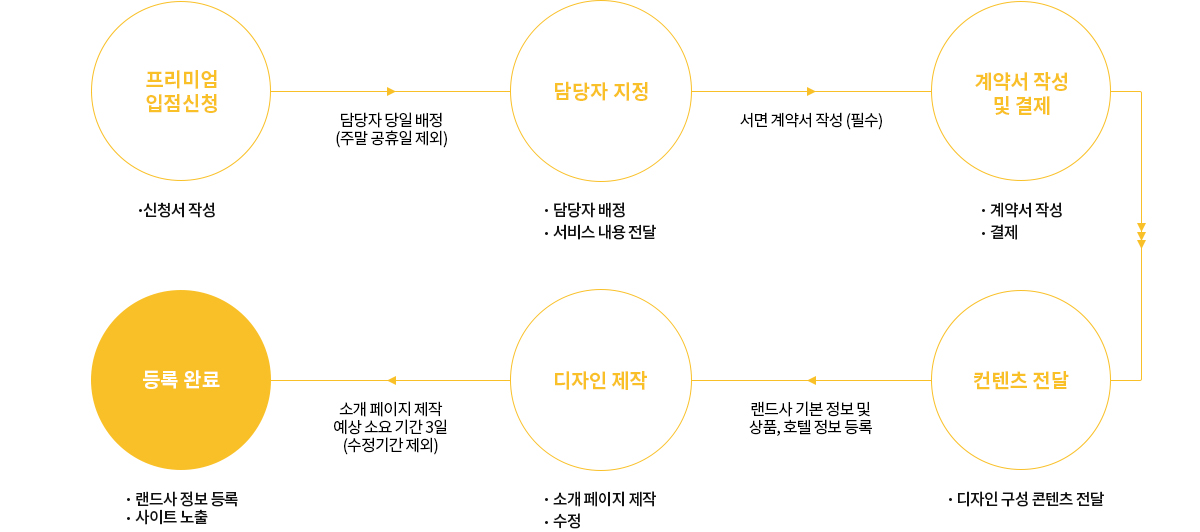 프리미엄
입점신청
담당자 당일 배정
(주말 공휴일 제외)
담당자 지정
서면 계약서 작성 (필수)
계약서 작성
및 결제
·신청서 작성
· 담당자 배정
· 서비스 내용 전달
· 계약서 작성
· 결제
등록 완료
소개 페이지 제작
예상 소요 기간 3일
(수정기간 제외)
디자인 제작
랜드사 기본 정보 및
상품, 호텔 정보 등록
컨텐츠 전달
· 랜드사 정보 등록
· 사이트 노출
· 소개 페이지 제작
· 수정
· 디자인 구성 콘텐츠 전달